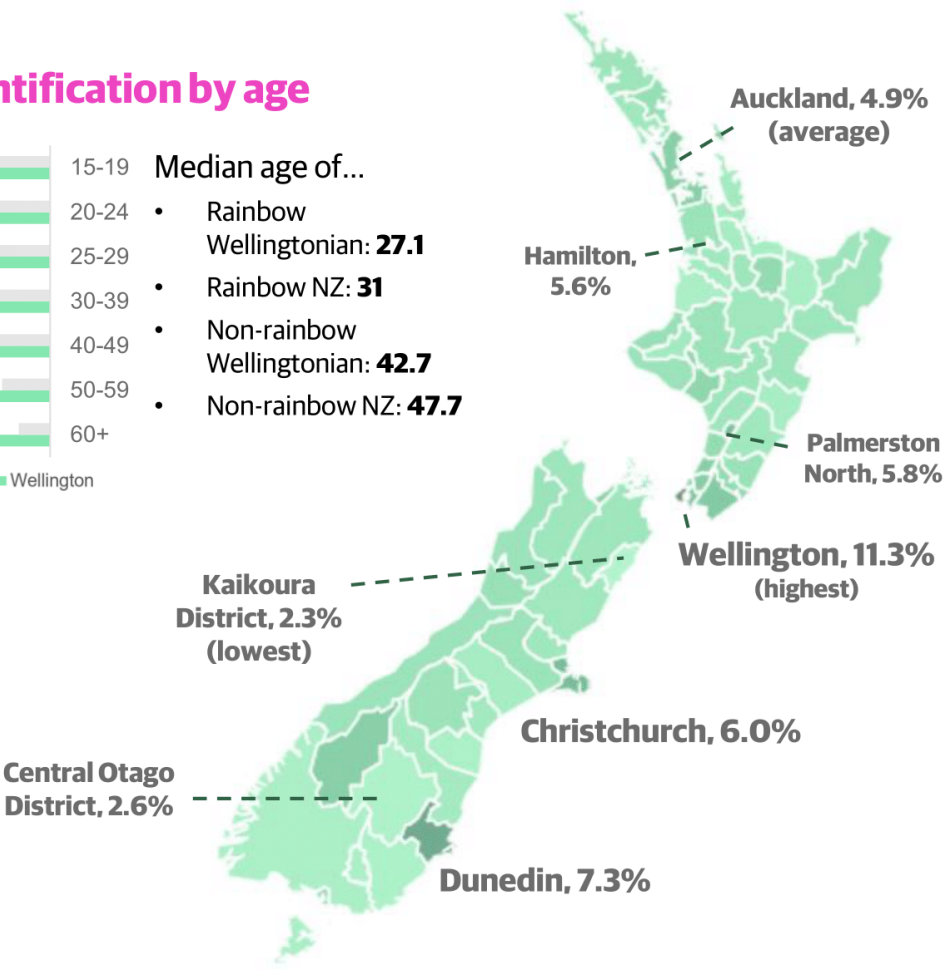 ntification by age
15-19
20-24
25-29
30-39
40-49
50-59
60+
Wellington
Median age of...
• Rainbow
Wellingtonian: 27.1
• Rainbow NZ: 31
• Non-rainbow
Wellingtonian: 42.7
• Non-rainbow NZ: 47.7
Auckland, 4.9%
(average)
Hamilton,
5.6%
Palmerston
North, 5.8%
Wellington, 11.3%
(highest)
Kaikoura
District, 2.3%
(lowest)
Christchurch, 6.0%
Central Otago
District, 2.6%
Dunedin, 7.3%